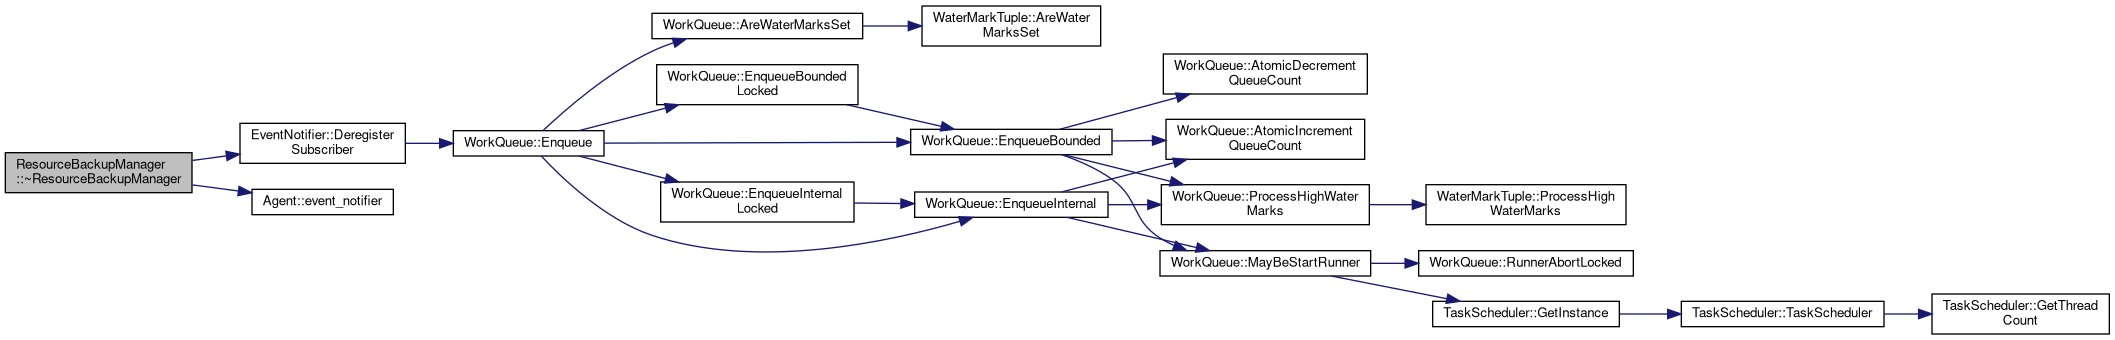 ResourceBackupManager
::~ResourceBackupManager
EventNotifier::Deregister
Subscriber
Agent::event_notifier
WorkQueue::Enqueue
WorkQueue::AreWaterMarksSet
WorkQueue::EnqueueBounded
Locked
WorkQueue::EnqueueInternal
Locked
WaterMarkTuple::AreWater
MarksSet
WorkQueue::EnqueueBounded
WorkQueue::EnqueueInternal
WorkQueue::AtomicDecrement
QueueCount
WorkQueue::AtomicIncrement
QueueCount
WorkQueue::ProcessHighWater
Marks
WorkQueue::MayBeStartRunner
WaterMarkTuple::ProcessHigh
WaterMarks
WorkQueue::RunnerAbortLocked
TaskScheduler::GetInstance
TaskScheduler::TaskScheduler
TaskScheduler::GetThread
Count